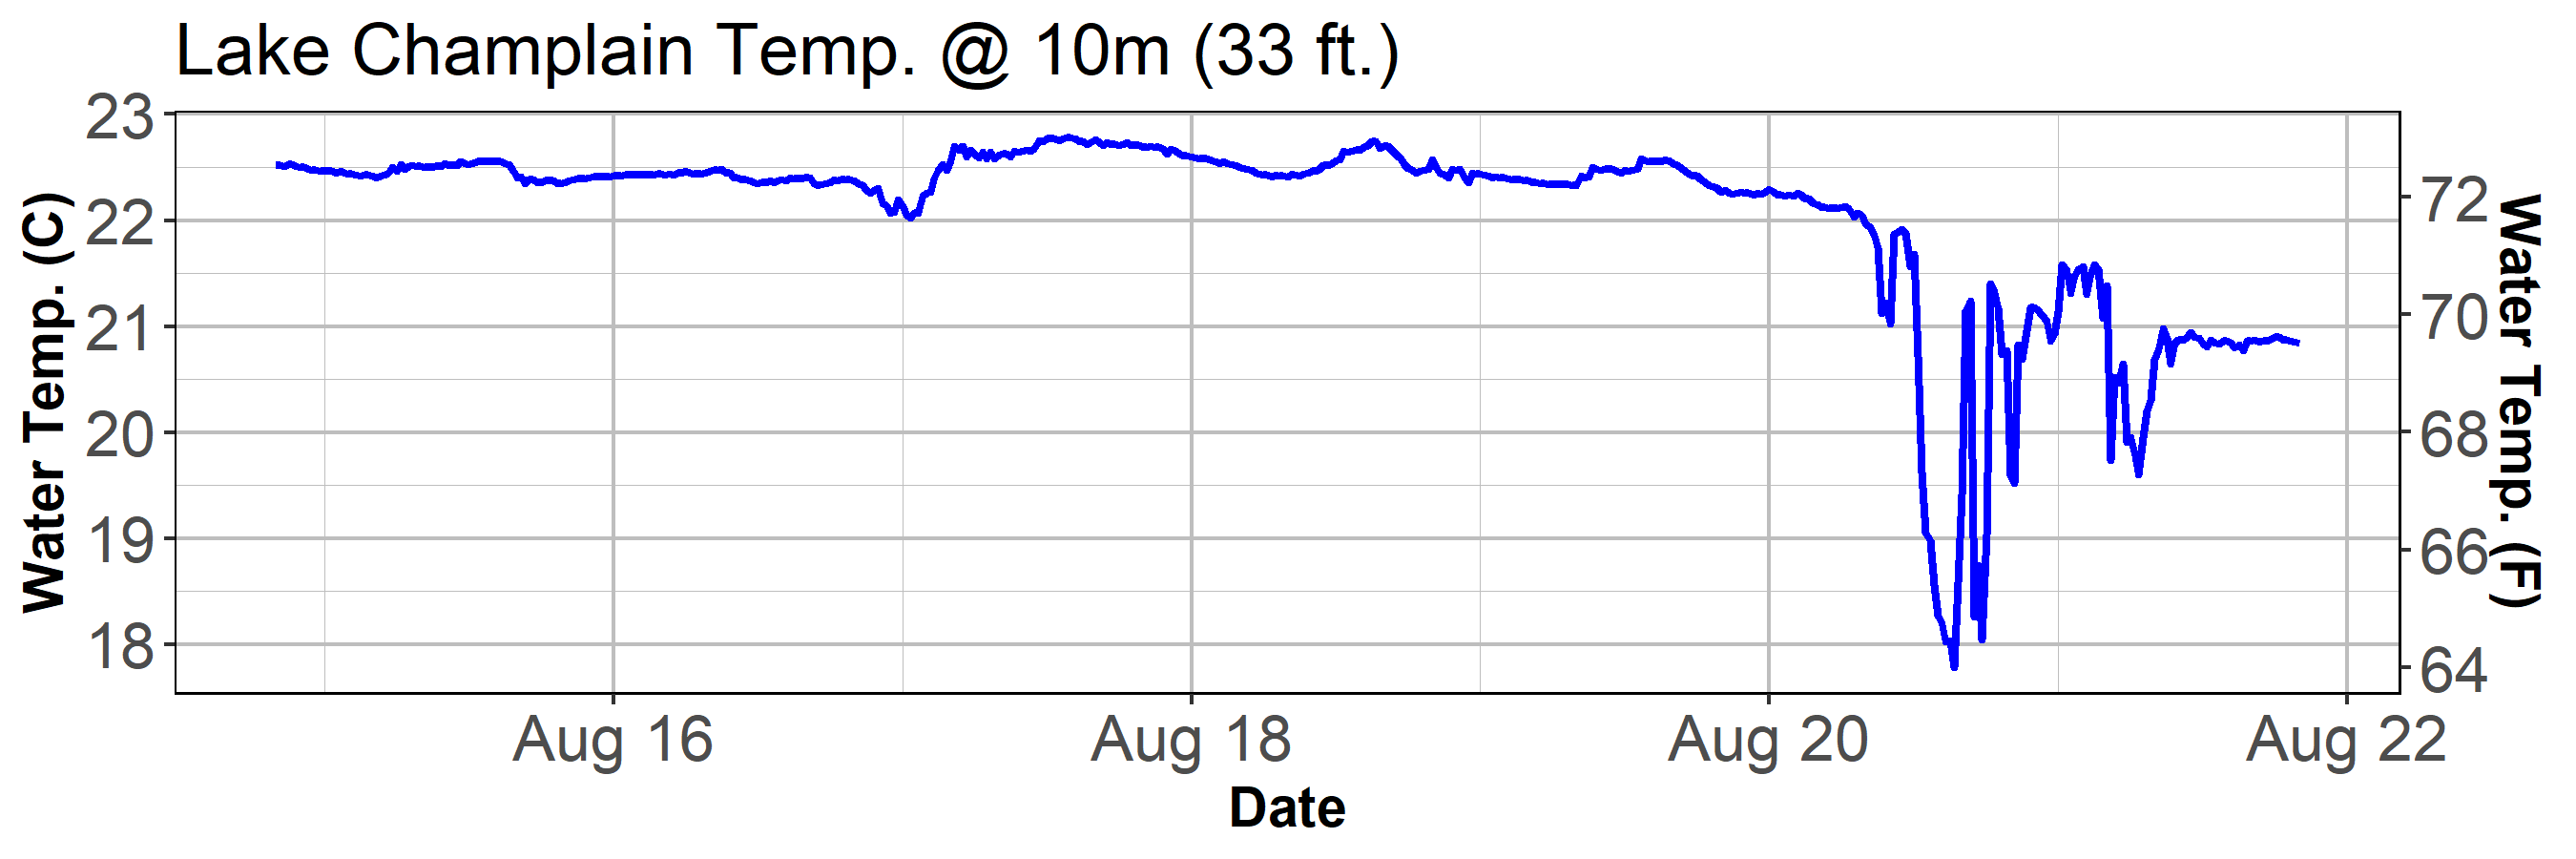 Lake Champlain Temp. @ 10m (33 ft.)
Water Temp. (C)
23
22
21
20
19
18
72
70
68
66
64
Water Temp. (F)
Aug 16 Aug 18 Aug 20 Aug 22
Date